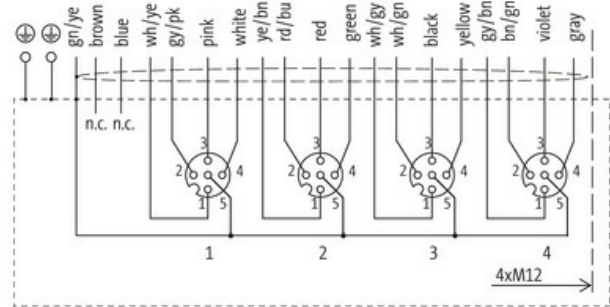 gn/ye
brown
blue
wh/ye
gy/pk
pink
white
ye/bn
rd/bu
red
green
wh/gy
wh/gn
black
yellow
gy/bn
bn/gn
violet
gray
n.c. n.c.
3 3 3 3
2 4 2 4 2 4 2 4
1 5 1 5 1 5 1 5
1 2 3 4
4xM12